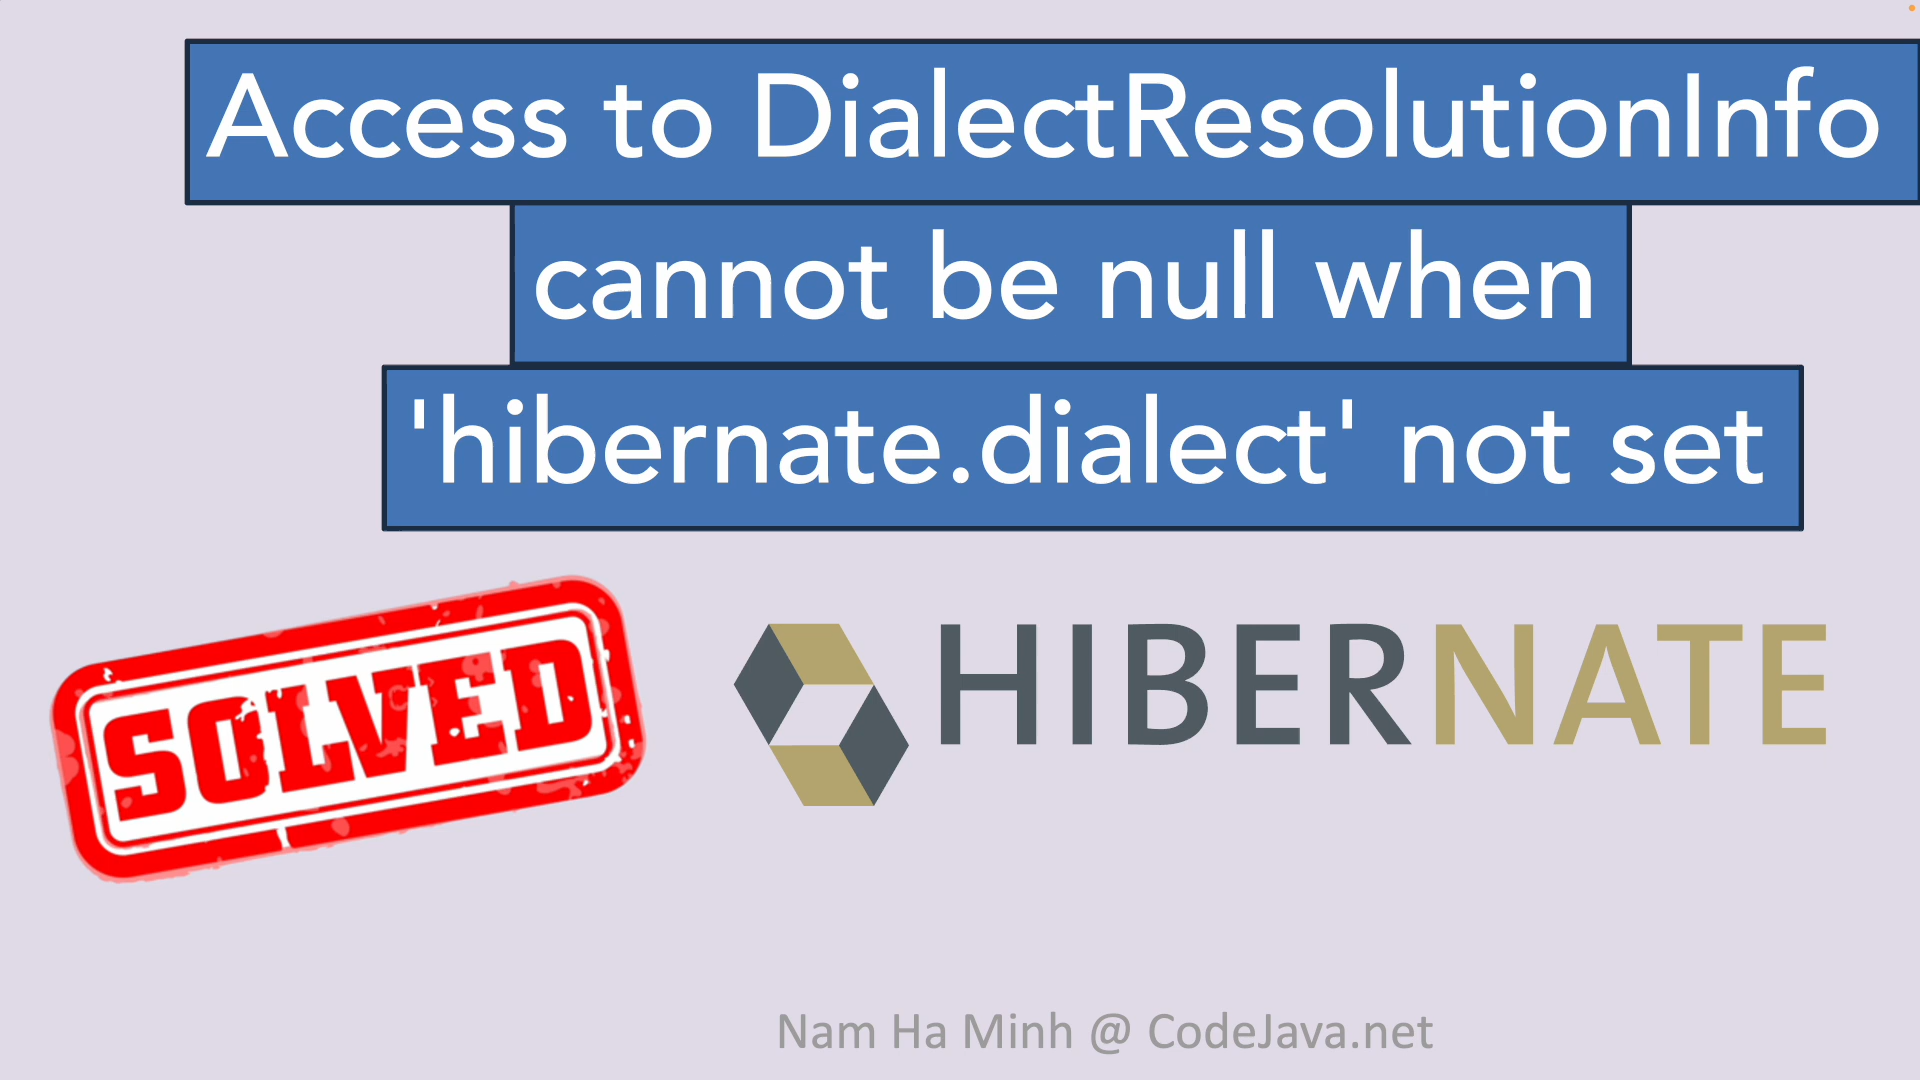 Access to DialectResolutionInfo
cannot be null when
'hibernate.dialect' not set
SOLVED
HIBERNATE
Nam Ha Minh @ CodeJava.net